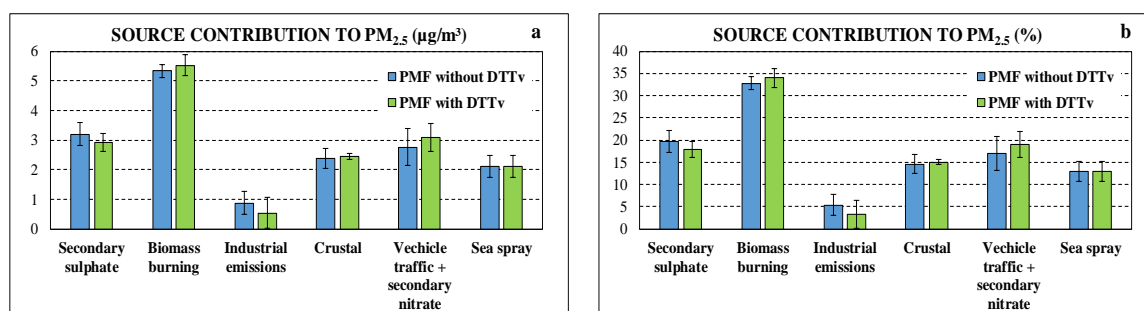 SOURCE CONTRIBUTION TO PM2.5 (µg/m³) a
6
5
4
3
2
1
0
PMF without DTTv
PMF with DTTv
Secondary sulphate
Biomass burning
Industrial emissions
Crustal
Vechicle traffic + secondary nitrate
Sea spray
SOURCE CONTRIBUTION TO PM2.5 (%) b
40
35
30
25
20
15
10
5
0
PMF without DTTv
PMF with DTTv
Secondary sulphate
Biomass burning
Industrial emissions
Crustal
Vechicle traffic + secondary nitrate
Sea spray